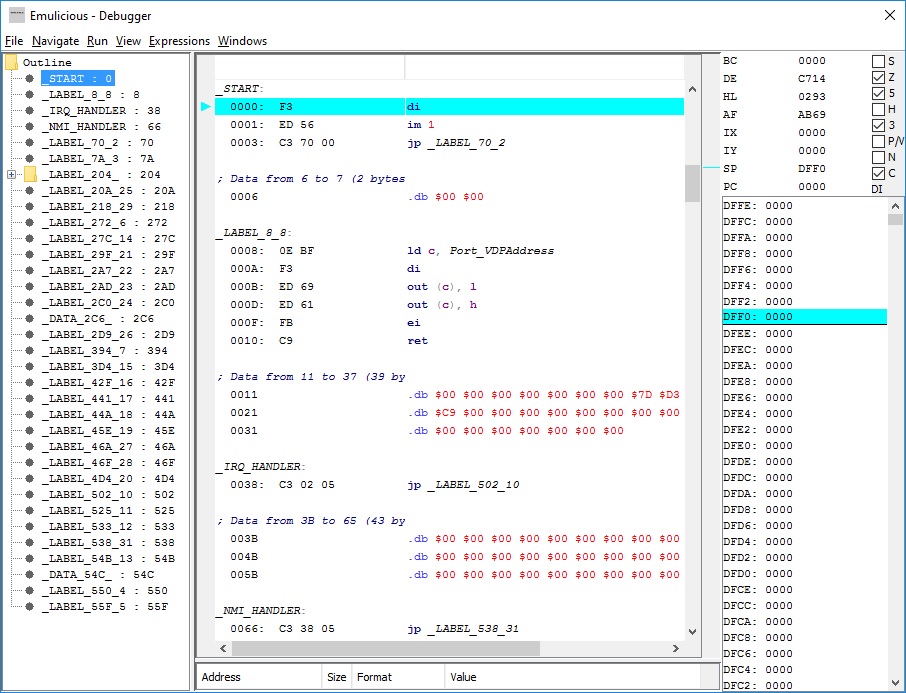 Emulicious - Debugger
File Navigate Run View Expressions Windows
Outline
_START : 0
_LABEL_8_8 : 8
_IRQ_HANDLER : 38
_NMI_HANDLER : 66
_LABEL_70_2 : 70
_LABEL_7A_3 : 7A
_LABEL_204_ : 204
_LABEL_20A_25 : 20A
_LABEL_218_29 : 218
_LABEL_272_6 : 272
_LABEL_27C_14 : 27C
_LABEL_29F_21 : 29F
_LABEL_2A7_22 : 2A7
_LABEL_2AD_23 : 2AD
_LABEL_2C0_24 : 2C0
_DATA_2C6_ : 2C6
_LABEL_2D9_26 : 2D9
_LABEL_394_7 : 394
_LABEL_3D4_15 : 3D4
_LABEL_42F_16 : 42F
_LABEL_441_17 : 441
_LABEL_44A_18 : 44A
_LABEL_45E_19 : 45E
_LABEL_46A_27 : 46A
_LABEL_46F_28 : 46F
_LABEL_4D4_20 : 4D4
_LABEL_502_10 : 502
_LABEL_525_11 : 525
_LABEL_533_12 : 533
_LABEL_538_31 : 538
_LABEL_54B_13 : 54B
_DATA_54C_ : 54C
_LABEL_550_4 : 550
_LABEL_55F_5 : 55F
_START:
0000: F3 di
0001: ED 56 im 1
0003: C3 70 00 jp _LABEL_70_2
; Data from 6 to 7 (2 bytes
0006 .db $00 $00
_LABEL_8_8:
0008: 0E BF ld c, Port_VDPAddress
000A: F3 di
000B: ED 69 out (c), l
000D: ED 61 out (c), h
000F: FB ei
0010: C9 ret
; Data from 11 to 37 (39 by
0011 .db $00 $00 $00 $00 $00 $00 $00 $7D $D3
0021 .db $C9 $00 $00 $00 $00 $00 $00 $00 $00
0031 .db $00 $00 $00 $00 $00 $00 $00
_IRQ_HANDLER:
0038: C3 02 05 jp _LABEL_502_10
; Data from 3B to 65 (43 by
003B .db $00 $00 $00 $00 $00 $00 $00 $00 $00
004B .db $00 $00 $00 $00 $00 $00 $00 $00 $00
005B .db $00 $00 $00 $00 $00 $00 $00 $00 $00
_NMI_HANDLER:
0066: C3 38 05 jp _LABEL_538_31
Address Size Format Value
BC 0000 S
DE C714 Z
HL 0293 5
AF AB69 H
IX 0000 3
IY 0000 P/V
SP DFF0 N
PC 0000 C
DI
DFFE: 0000
DFFC: 0000
DFFA: 0000
DFF8: 0000
DFF6: 0000
DFF4: 0000
DFF2: 0000
DFF0: 0000
DFEE: 0000
DFEC: 0000
DFEA: 0000
DFE8: 0000
DFE6: 0000
DFE4: 0000
DFE2: 0000
DFE0: 0000
DFDE: 0000
DFDC: 0000
DFDA: 0000
DFD8: 0000
DFD6: 0000
DFD4: 0000
DFD2: 0000
DFD0: 0000
DFCE: 0000
DFCC: 0000
DFCA: 0000
DFC8: 0000
DFC6: 0000
DFC4: 0000
DFC2: 0000